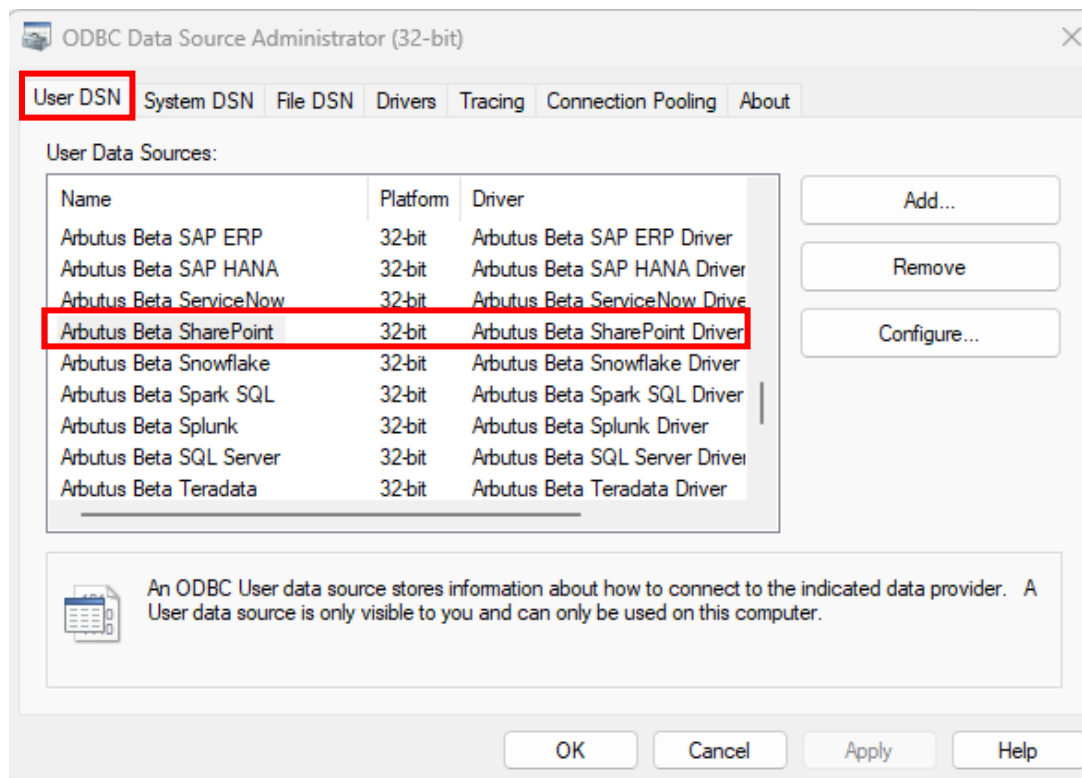 ODBC Data Source Administrator (32-bit)
User DSN System DSN File DSN Drivers Tracing Connection Pooling About
User Data Sources:
Name Platform Driver
Arbutus Beta SAP ERP 32-bit Arbutus Beta SAP ERP Driver
Arbutus Beta SAP HANA 32-bit Arbutus Beta SAP HANA Driver
Arbutus Beta ServiceNow 32-bit Arbutus Beta ServiceNow Drive
Arbutus Beta SharePoint 32-bit Arbutus Beta SharePoint Driver
Arbutus Beta Snowflake 32-bit Arbutus Beta Snowflake Driver
Arbutus Beta Spark SQL 32-bit Arbutus Beta Spark SQL Driver
Arbutus Beta Splunk 32-bit Arbutus Beta Splunk Driver
Arbutus Beta SQL Server 32-bit Arbutus Beta SQL Server Driver
Arbutus Beta Teradata 32-bit Arbutus Beta Teradata Driver
Add...
Remove
Configure...
An ODBC User data source stores information about how to connect to the indicated data provider. A
User data source is only visible to you and can only be used on this computer.
OK Cancel Apply Help